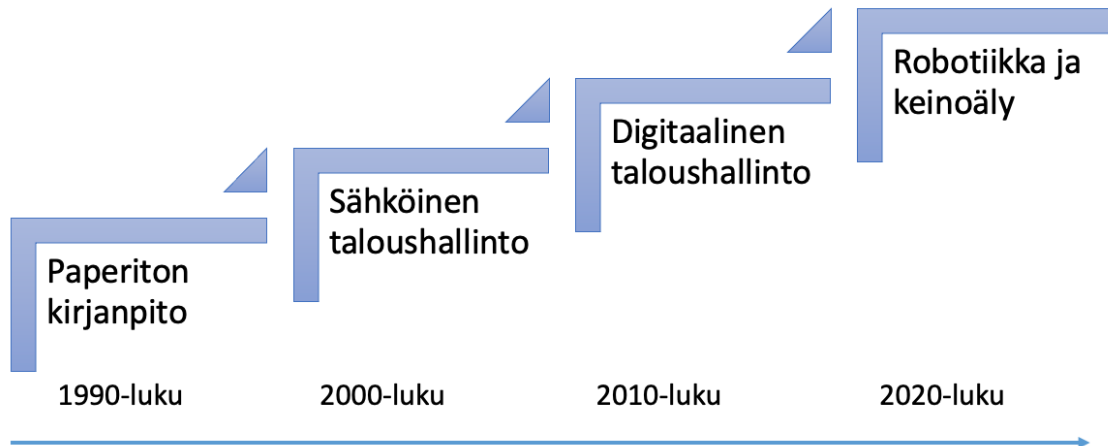 Paperiton
kirjanpito
Sähköinen
taloushallinto
Digitaalinen
taloushallinto
Robotiikka ja
keinoäly
1990-luku
2000-luku
2010-luku
2020-luku